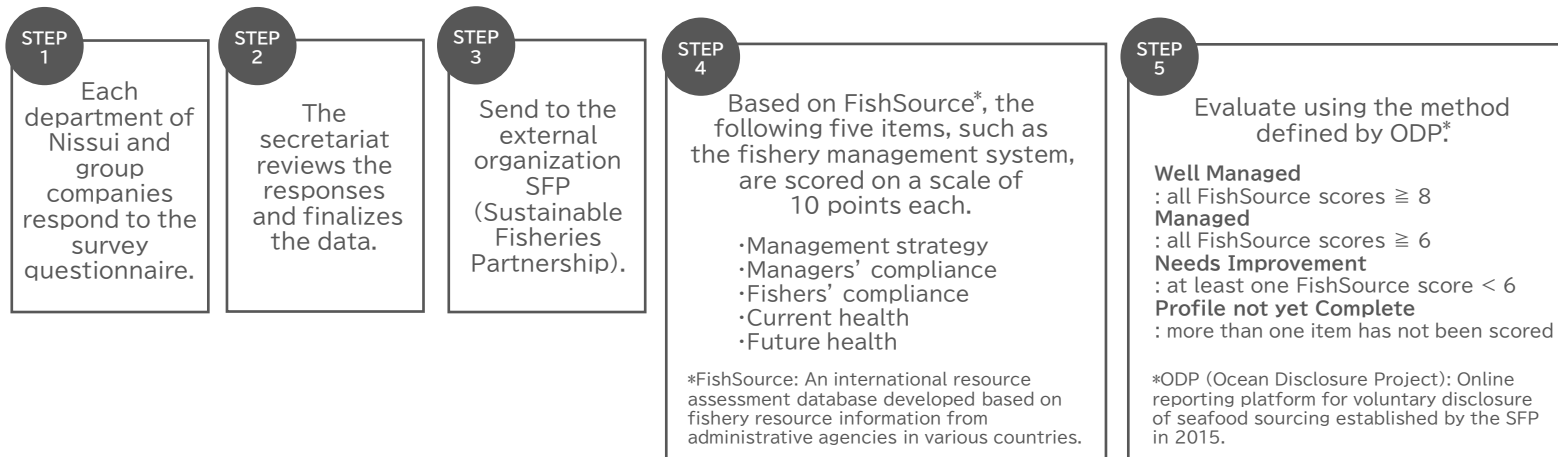 STEP
1
Each
department of
Nissui and
group
companies
respond to the
survey
questionnaire.
STEP
2
The
secretariat
reviews the
responses
and finalizes
the data.
STEP
3
Send to the
external
organization
SFP
(Sustainable
Fisheries
Partnership).
STEP
4
Based on FishSource*, the
following five items, such as
the fishery management system,
are scored on a scale of
10 points each.
・Management strategy
・Managers’ compliance
・Fishers’ compliance
・Current health
・Future health
*FishSource: An international resource
assessment database developed based on
fishery resource information from
administrative agencies in various countries.
STEP
5
Evaluate using the method
defined by ODP*.
Well Managed
: all FishSource scores ≧ 8
Managed
: all FishSource scores ≧ 6
Needs Improvement
: at least one FishSource score < 6
Profile not yet Complete
: more than one item has not been scored
*ODP (Ocean Disclosure Project): Online
reporting platform for voluntary disclosure
of seafood sourcing established by the SFP
in 2015.